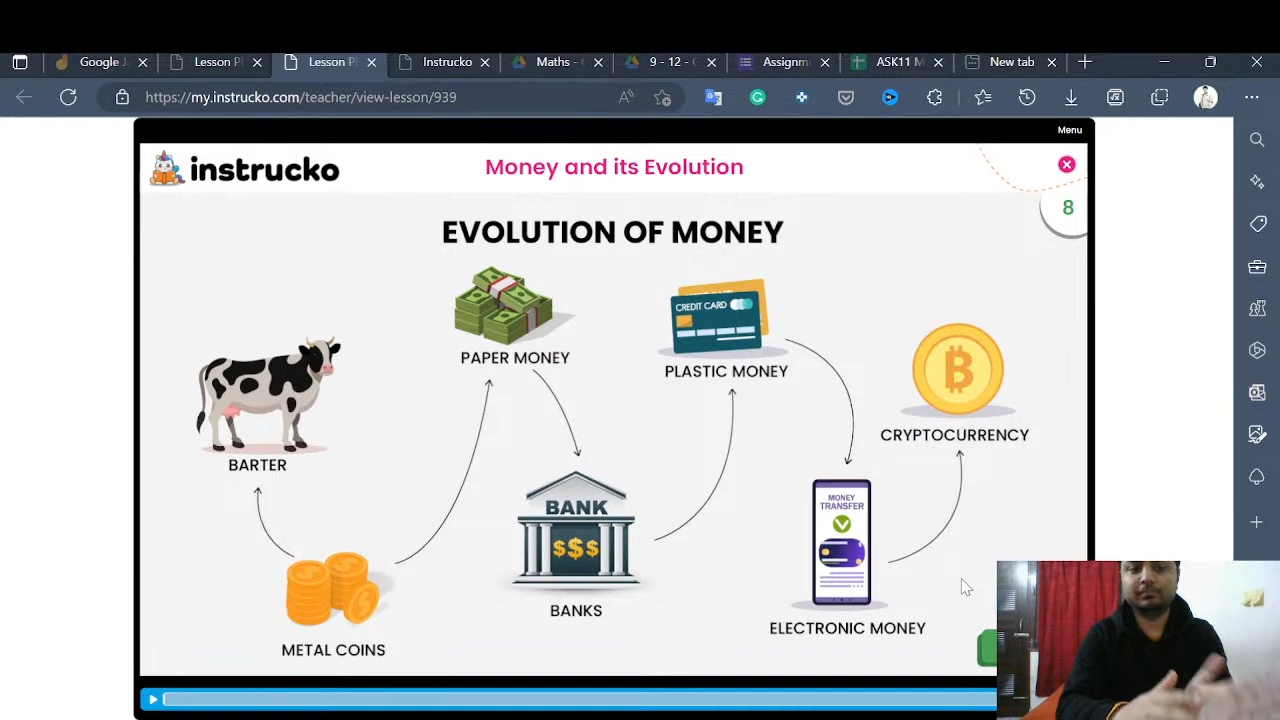 Google J
Lesson Pl
Lesson Pl
Instrucko
Maths - (
9 - 12 - C
Assignm
ASK11 M
New tab
https://my.instrucko.com/teacher/view-lesson/939
Menu
instrucko
Money and its Evolution
8
EVOLUTION OF MONEY
CREDIT CARD
PAPER MONEY
PLASTIC MONEY
CRYPTOCURRENCY
BARTER
BANK
$$$
MONEY
TRANSFER
BANKS
ELECTRONIC MONEY
METAL COINS